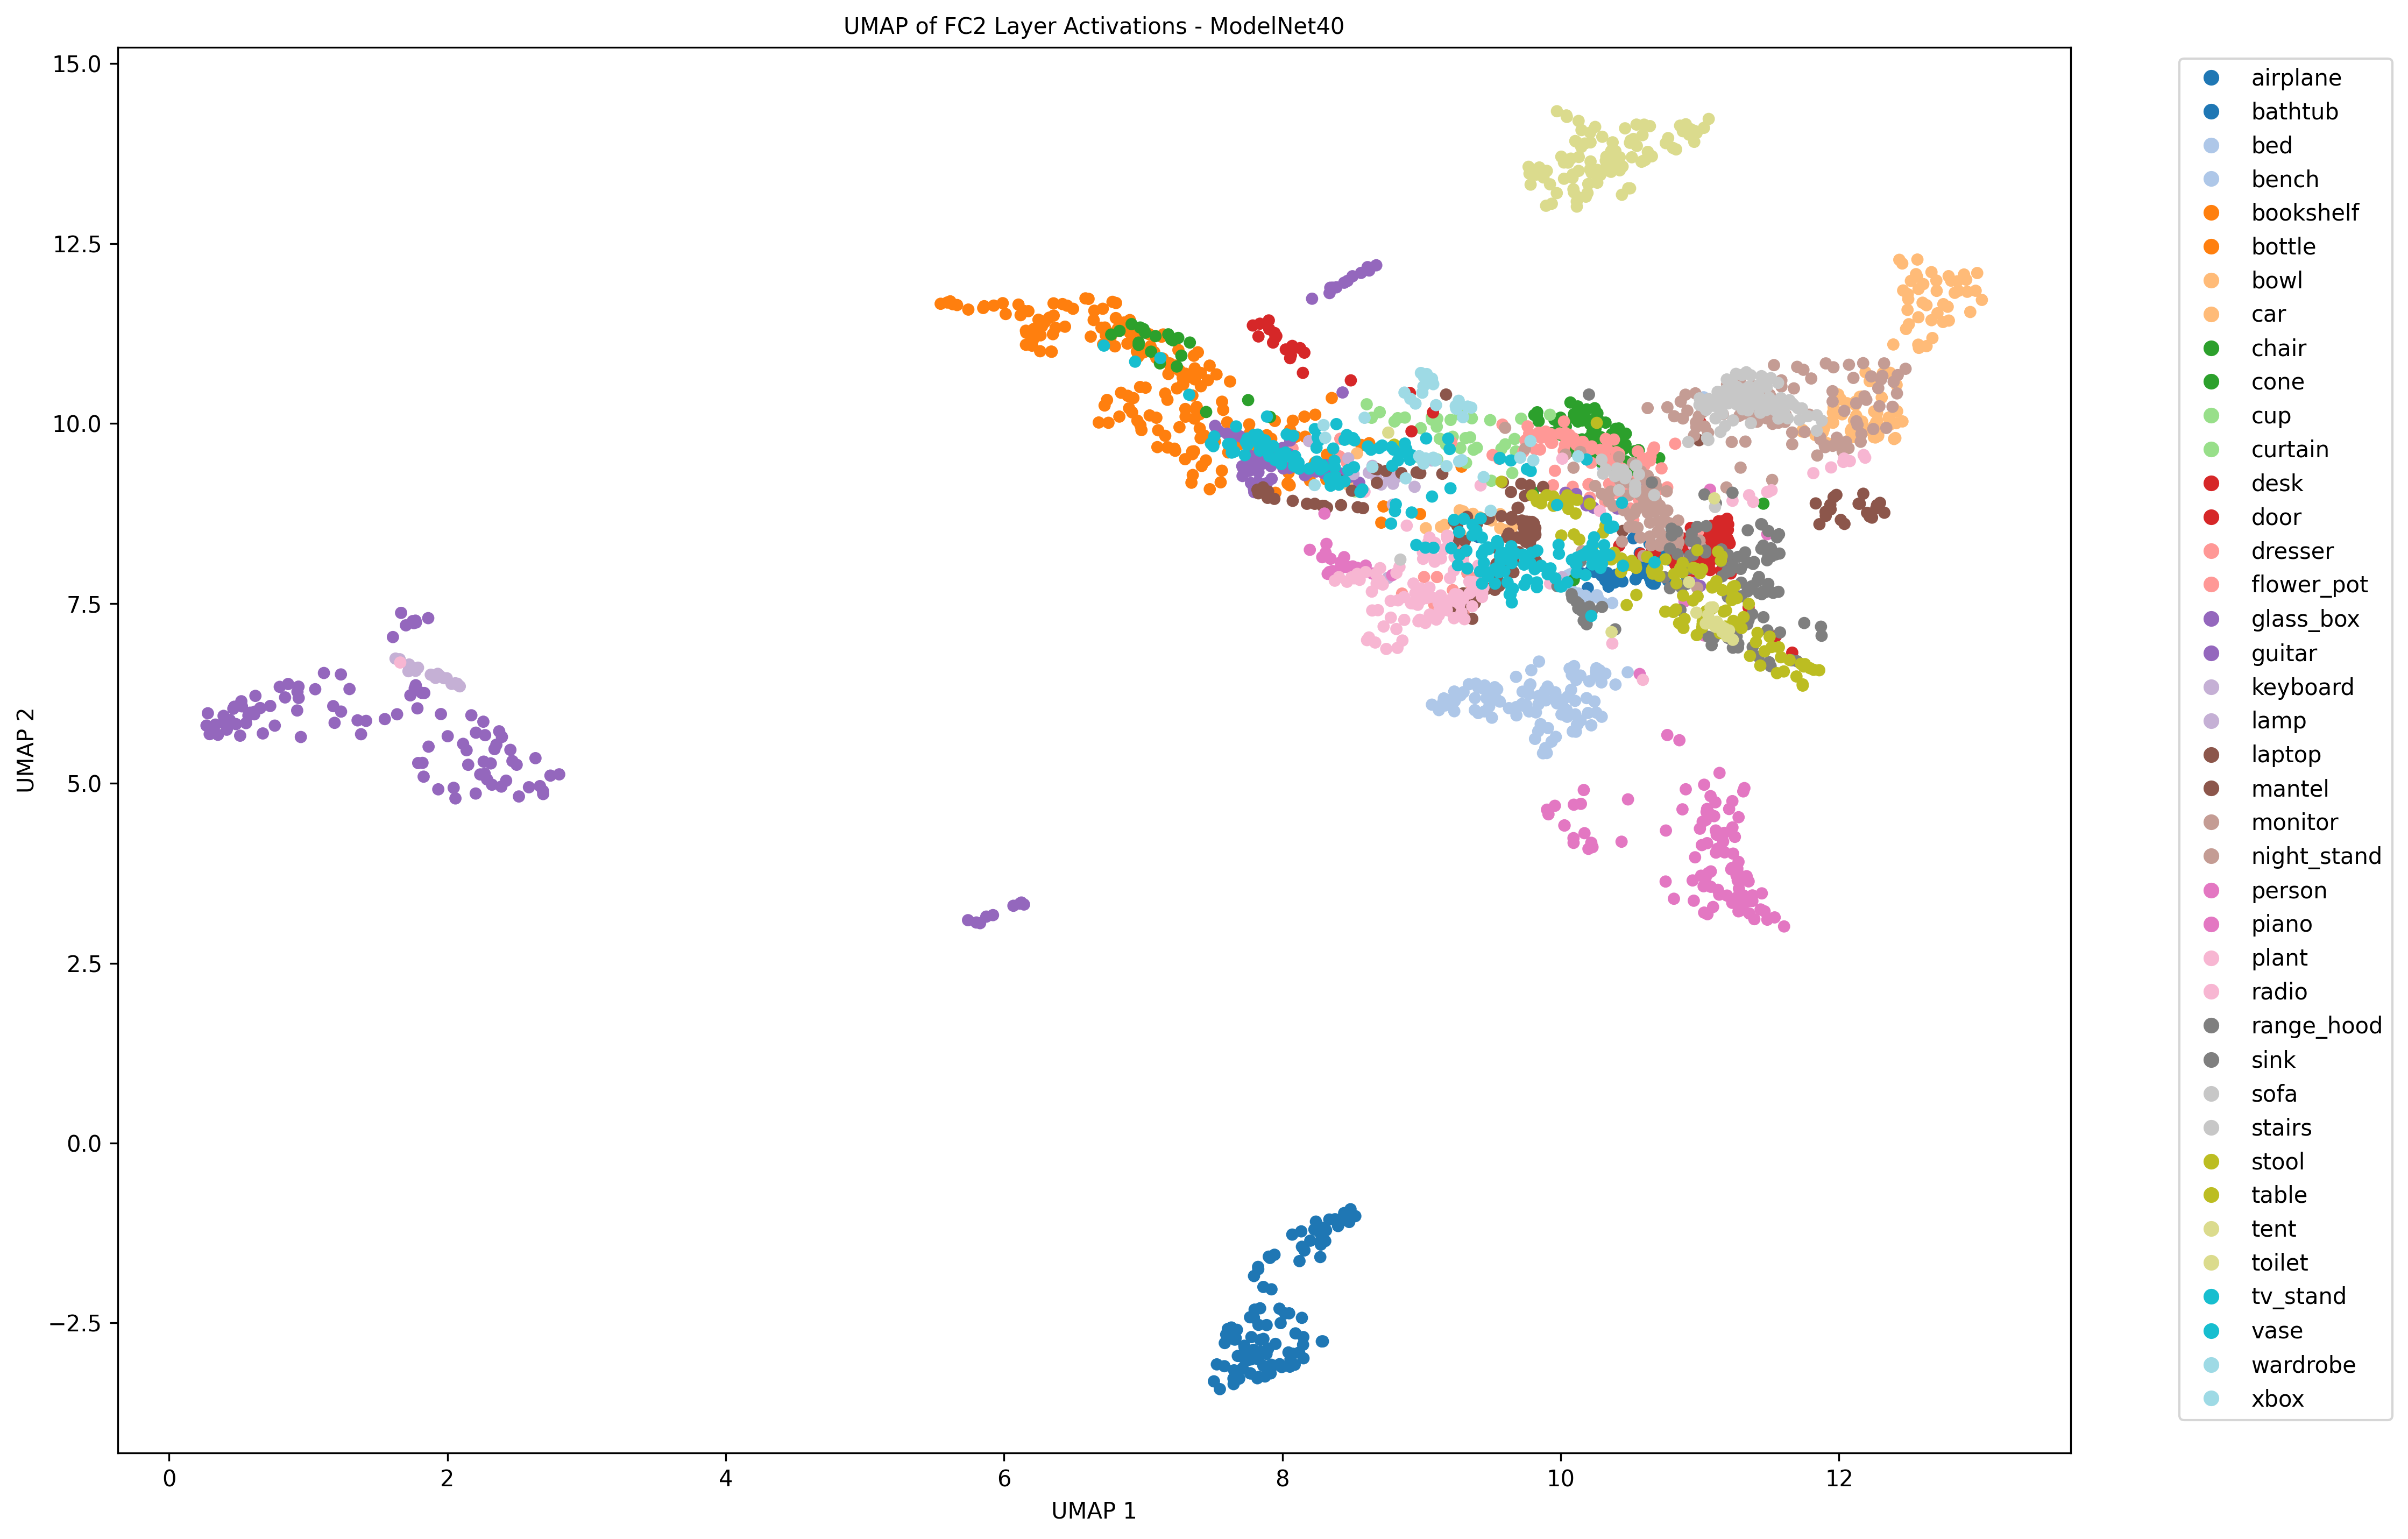 UMAP of FC2 Layer Activations - ModelNet40
15.0
12.5
10.0
7.5
5.0
2.5
0.0
−2.5
UMAP 2
0
2
4
6
8
10
12
UMAP 1
airplane
bathtub
bed
bench
bookshelf
bottle
bowl
car
chair
cone
cup
curtain
desk
door
dresser
flower_pot
glass_box
guitar
keyboard
lamp
laptop
mantel
monitor
night_stand
person
piano
plant
radio
range_hood
sink
sofa
stairs
stool
table
tent
toilet
tv_stand
vase
wardrobe
xbox